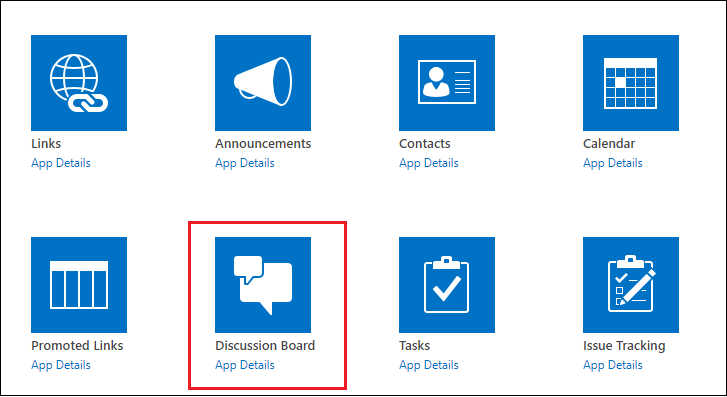 Links
App Details
Announcements
App Details
Contacts
App Details
Calendar
App Details
Promoted Links
App Details
Discussion Board
App Details
Tasks
App Details
Issue Tracking
App Details